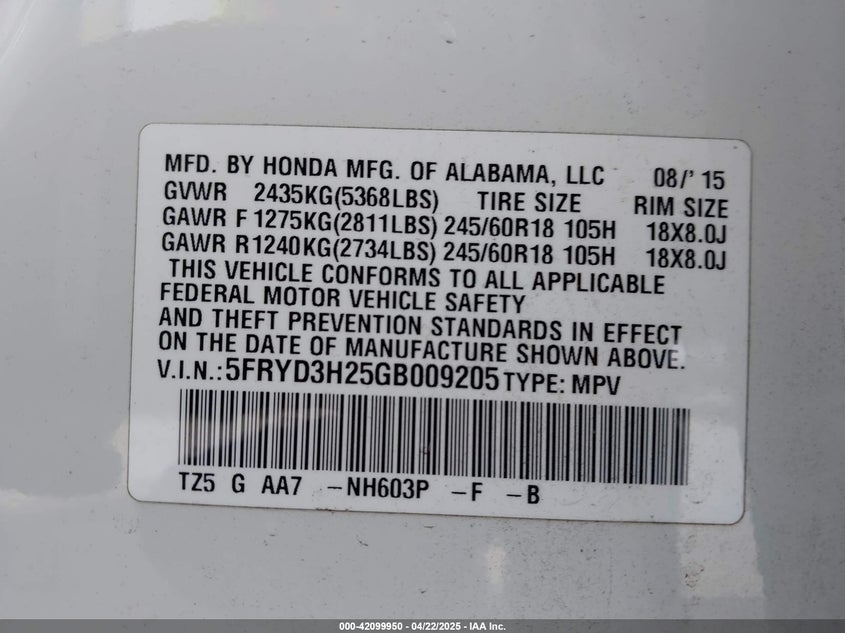 MFD. BY HONDA MFG. OF ALABAMA, LLC 08/' 15
GVWR 2435KG(5368LBS) TIRE SIZE RIM SIZE
GAWR F 1275KG(2811LBS) 245/60R18 105H 18X8.0J
GAWR R1240KG(2734LBS) 245/60R18 105H 18X8.0J
THIS VEHICLE CONFORMS TO ALL APPLICABLE
FEDERAL MOTOR VEHICLE SAFETY
AND THEFT PREVENTION STANDARDS IN EFFECT
ON THE DATE OF MANUFACTURE SHOWN ABOVE.
V.I.N.: 5FRYD3H25GB009205 TYPE: MPV
TZ5 G AA7 -NH603P -F -B
000-42099950 - 04/22/2025 - IAA Inc.